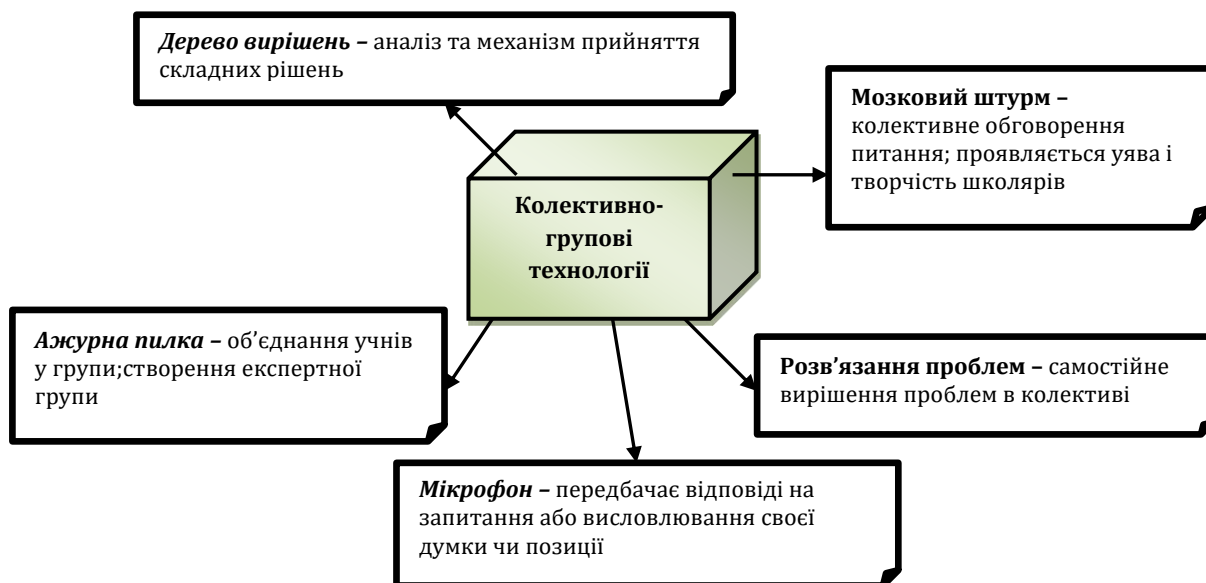 Дерево вирішень – аналіз та механізм прийняття
складних рішень
Мозковий штурм –
колективне обговорення
питання; проявляється уява і
творчість школярів
Колективно-
групові
технології
Ажурна пилка – об’єднання учнів
у групи;створення експертної
групи
Розв'язання проблем – самостійне
вирішення проблем в колективі
Мікрофон – передбачає відповіді на
запитання або висловлювання своєї
думки чи позиції